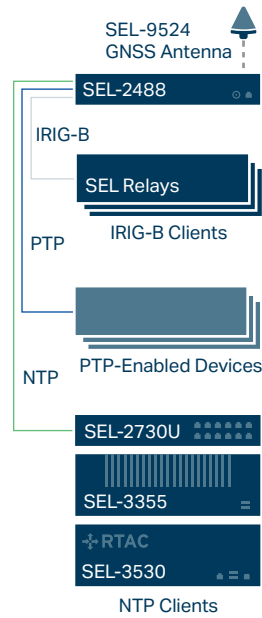 SEL-9524
GNSS Antenna
SEL-2488
IRIG-B
SEL Relays
IRIG-B Clients
PTP
PTP-Enabled Devices
NTP
SEL-2730U
SEL-3355
RTAC
SEL-3530
NTP Clients